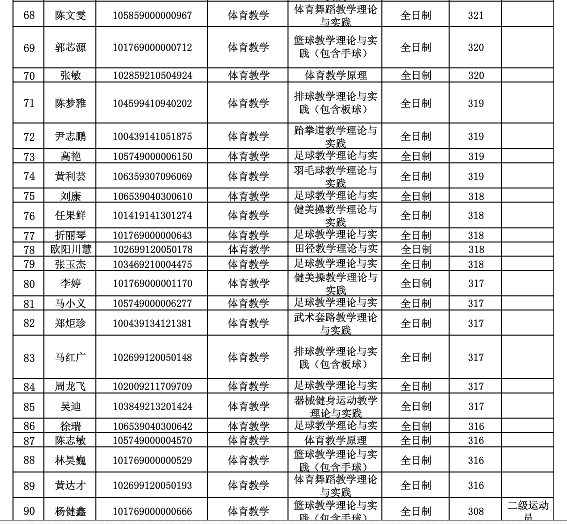 68 陈文雯 105859000000967 体育教学 体育舞蹈教学理论与实践 全日制 321
69 郭芯源 101769000000712 体育教学 篮球教学理论与实践（包含手球） 全日制 320
70 张敏 102859210504924 体育教学 体育教学原理 全日制 320
71 陈梦雅 104599410940202 体育教学 排球教学理论与实践（包含板球） 全日制 319
72 尹志鹏 100439141051875 体育教学 跆拳道教学理论与实践 全日制 319
73 高艳 105749000006150 体育教学 足球教学理论与实 全日制 319
74 黄利芸 106359307096069 体育教学 羽毛球教学理论与实践 全日制 319
75 刘康 106539040300610 体育教学 足球教学理论与实 全日制 318
76 任果鲜 101419141301274 体育教学 健美操教学理论与实践 全日制 318
77 折丽琴 101769000000643 体育教学 足球教学理论与实 全日制 318
78 欧阳川慧 102699120050178 体育教学 田径教学理论与实 全日制 318
79 张玉杰 103469210004475 体育教学 足球教学理论与实 全日制 318
80 李婷 101769000001170 体育教学 健美操教学理论与实践 全日制 317
81 马小义 105749000006277 体育教学 足球教学理论与实 全日制 317
82 郑炬珍 100439134121381 体育教学 武术套路教学理论与实践 全日制 317
83 马红广 102699120050148 体育教学 排球教学理论与实践（包含板球） 全日制 317
84 周龙飞 102009211709709 体育教学 足球教学理论与实 全日制 317
85 吴迪 103849213201424 体育教学 器械健身运动教学理论与实践 全日制 317
86 徐瑞 106539040300642 体育教学 足球教学理论与实 全日制 316
87 陈志敏 105749000004570 体育教学 体育教学原理 全日制 316
88 林昊巍 101769000000529 体育教学 篮球教学理论与实践（包含手球） 全日制 316
89 黄达才 102699120050193 体育教学 体育舞蹈教学理论与实践 全日制 316
90 杨健鑫 101769000000666 体育教学 篮球教学理论与实践（包含手球 全日制 308 二级运动员